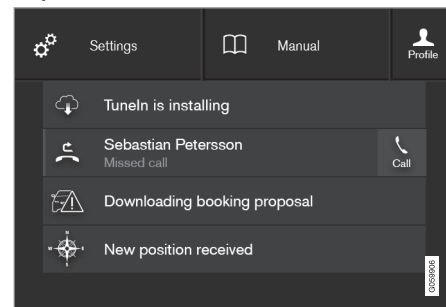 Settings
Manual
Profile
TuneIn is installing
Sebastian Petersson
Missed call
Call
Downloading booking proposal
New position received
G059906